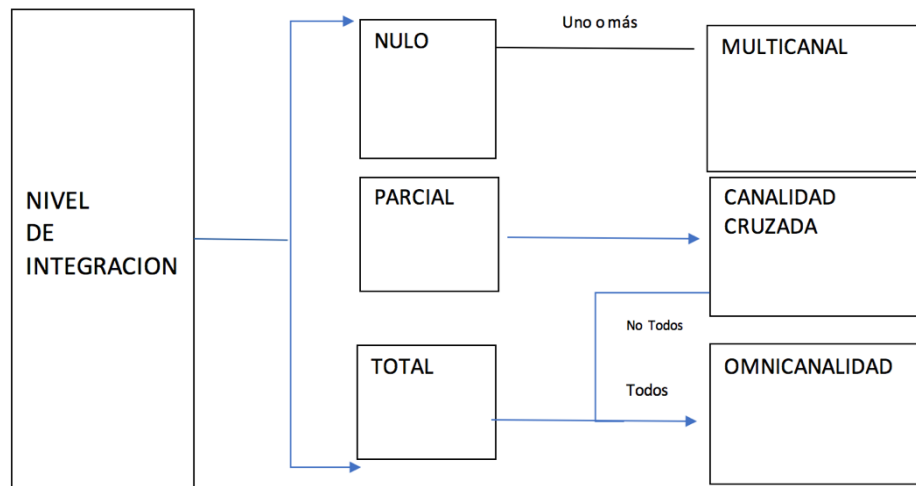 NIVEL
DE
INTEGRACION
NULO
Uno o más
MULTICANAL
PARCIAL
CANALIDAD
CRUZADA
No Todos
TOTAL
Todos
OMNICANALIDAD